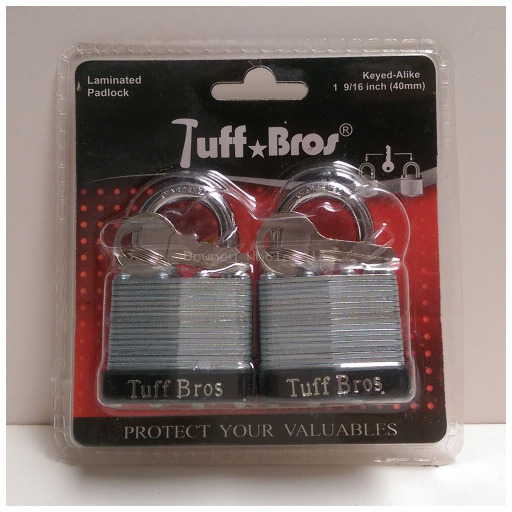 Laminated
Padlock
Keyed-Alike
1 9/16 inch (40mm)
Tuff★Bros®
Tuff Bros
Tuff Bros
PROTECT YOUR VALUABLES